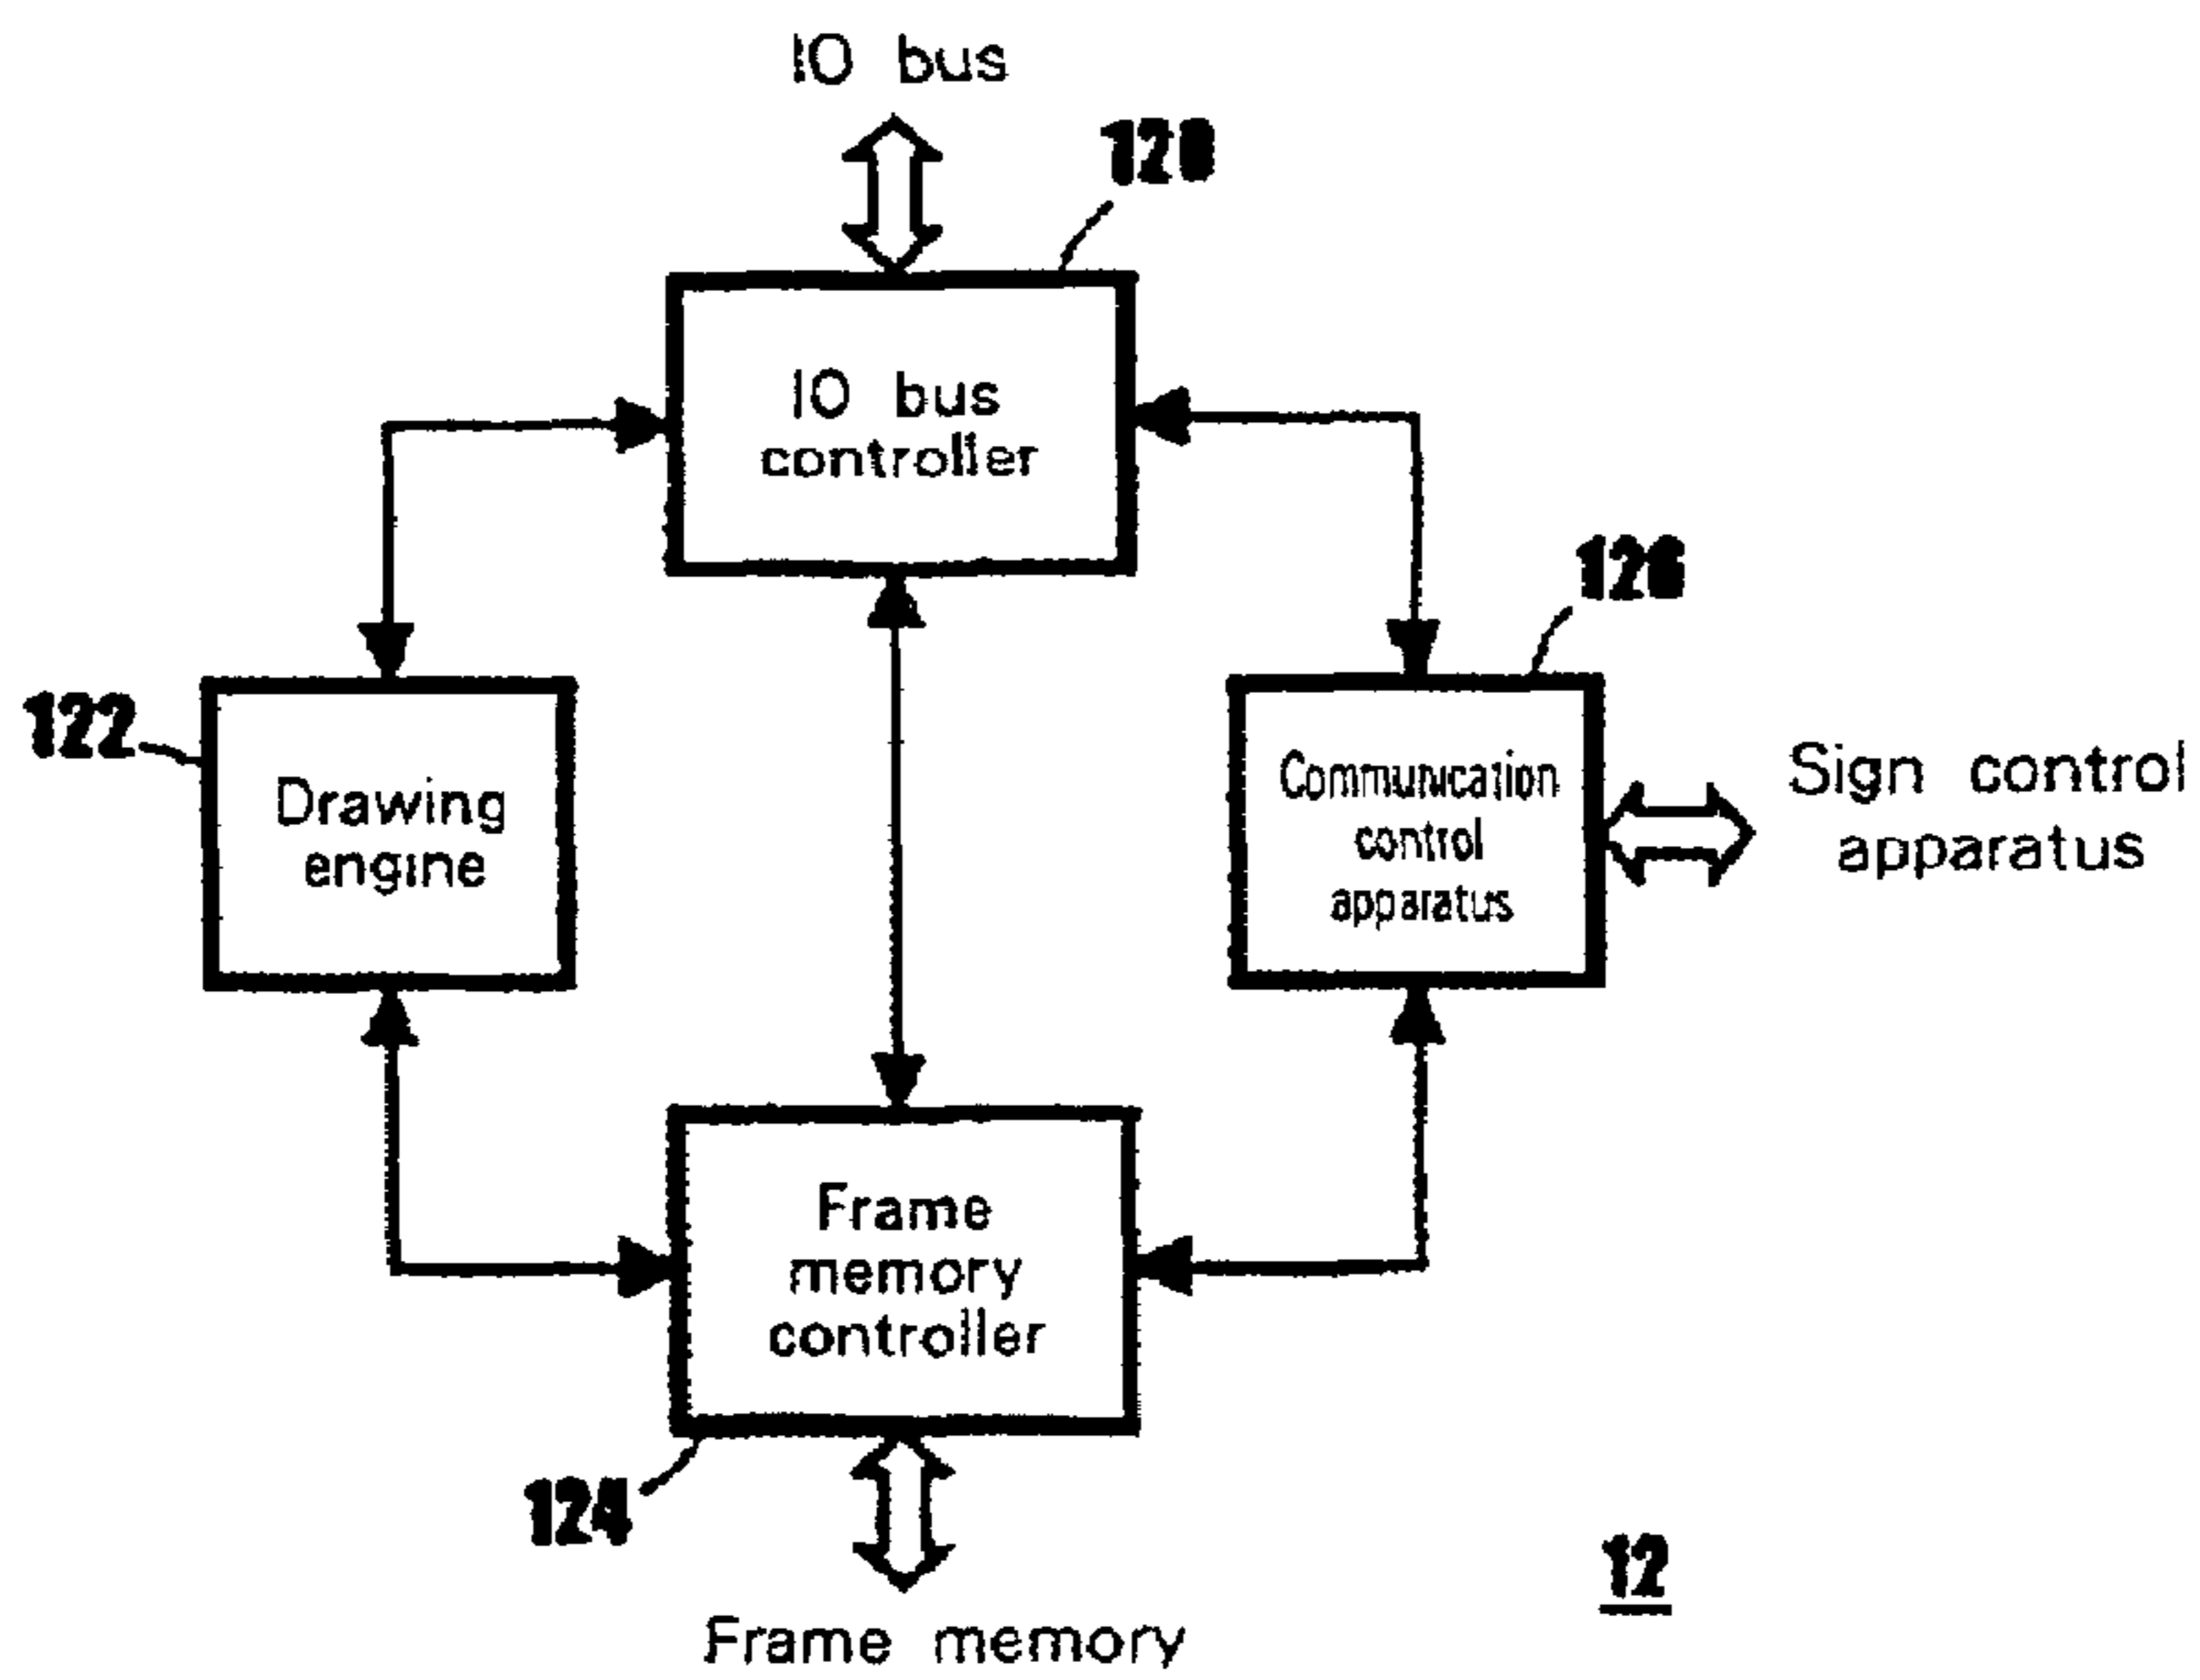 IO bus
120
IO bus
controller
126
122
Drawing
engine
Communication
control
apparatus
Sign control
apparatus
Frame
memory
controller
124
12
Frame memory